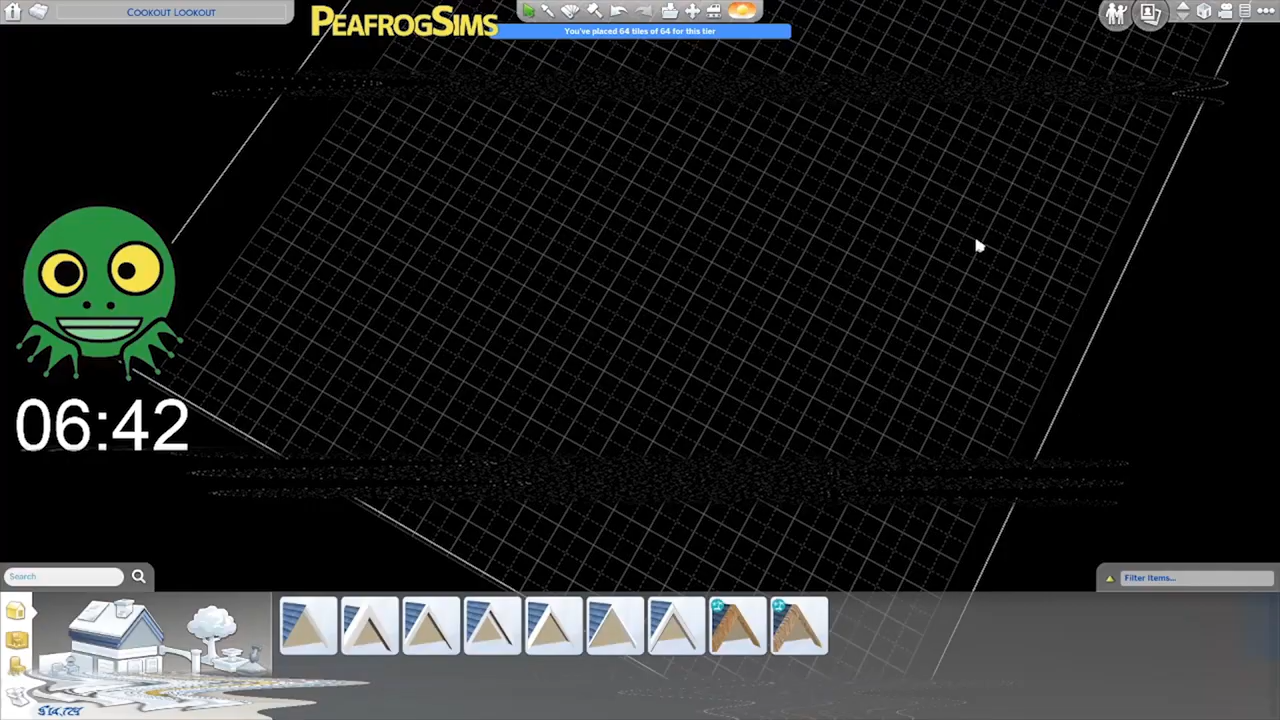 COOKOUT LOOKOUT
PEAFROGSIMS
You've placed 64 tiles of 64 for this tier
06:42
Search
Filter Items...